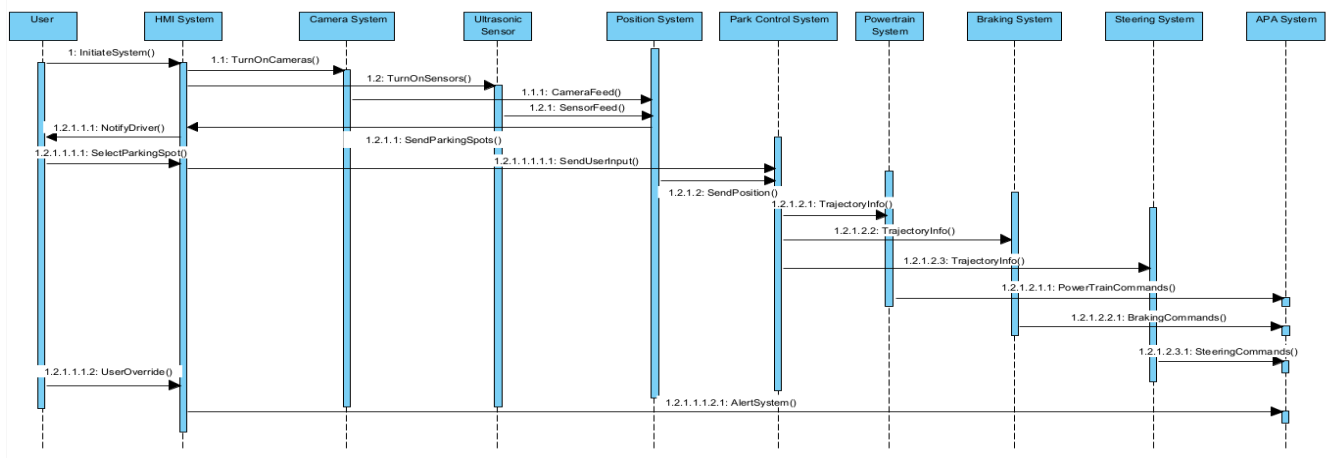 User
HMI System
Camera System
Ultrasonic
Sensor
Position System
Park Control System
Powertrain
System
Braking System
Steering System
APA System
1: InitiateSystem()
1.1: TurnOnCameras()
1.2: TurnOnSensors()
1.1.1: CameraFeed()
1.2.1: SensorFeed()
1.2.1.1.1: NotifyDriver()
1.2.1.1: SendParkingSpots()
1.2.1.1.1.1: SelectParkingSpot()
1.2.1.1.1.1.1: SendUserInput()
1.2.1.2: SendPosition()
1.2.1.2.1: TrajectoryInfo()
1.2.1.2.2: TrajectoryInfo()
1.2.1.2.3: TrajectoryInfo()
1.2.1.2.1.1: PowerTrainCommands()
1.2.1.2.2.1: BrakingCommands()
1.2.1.2.3.1: SteeringCommands()
1.2.1.1.1.2: UserOverride()
1.2.1.1.1.2.1: AlertSystem()